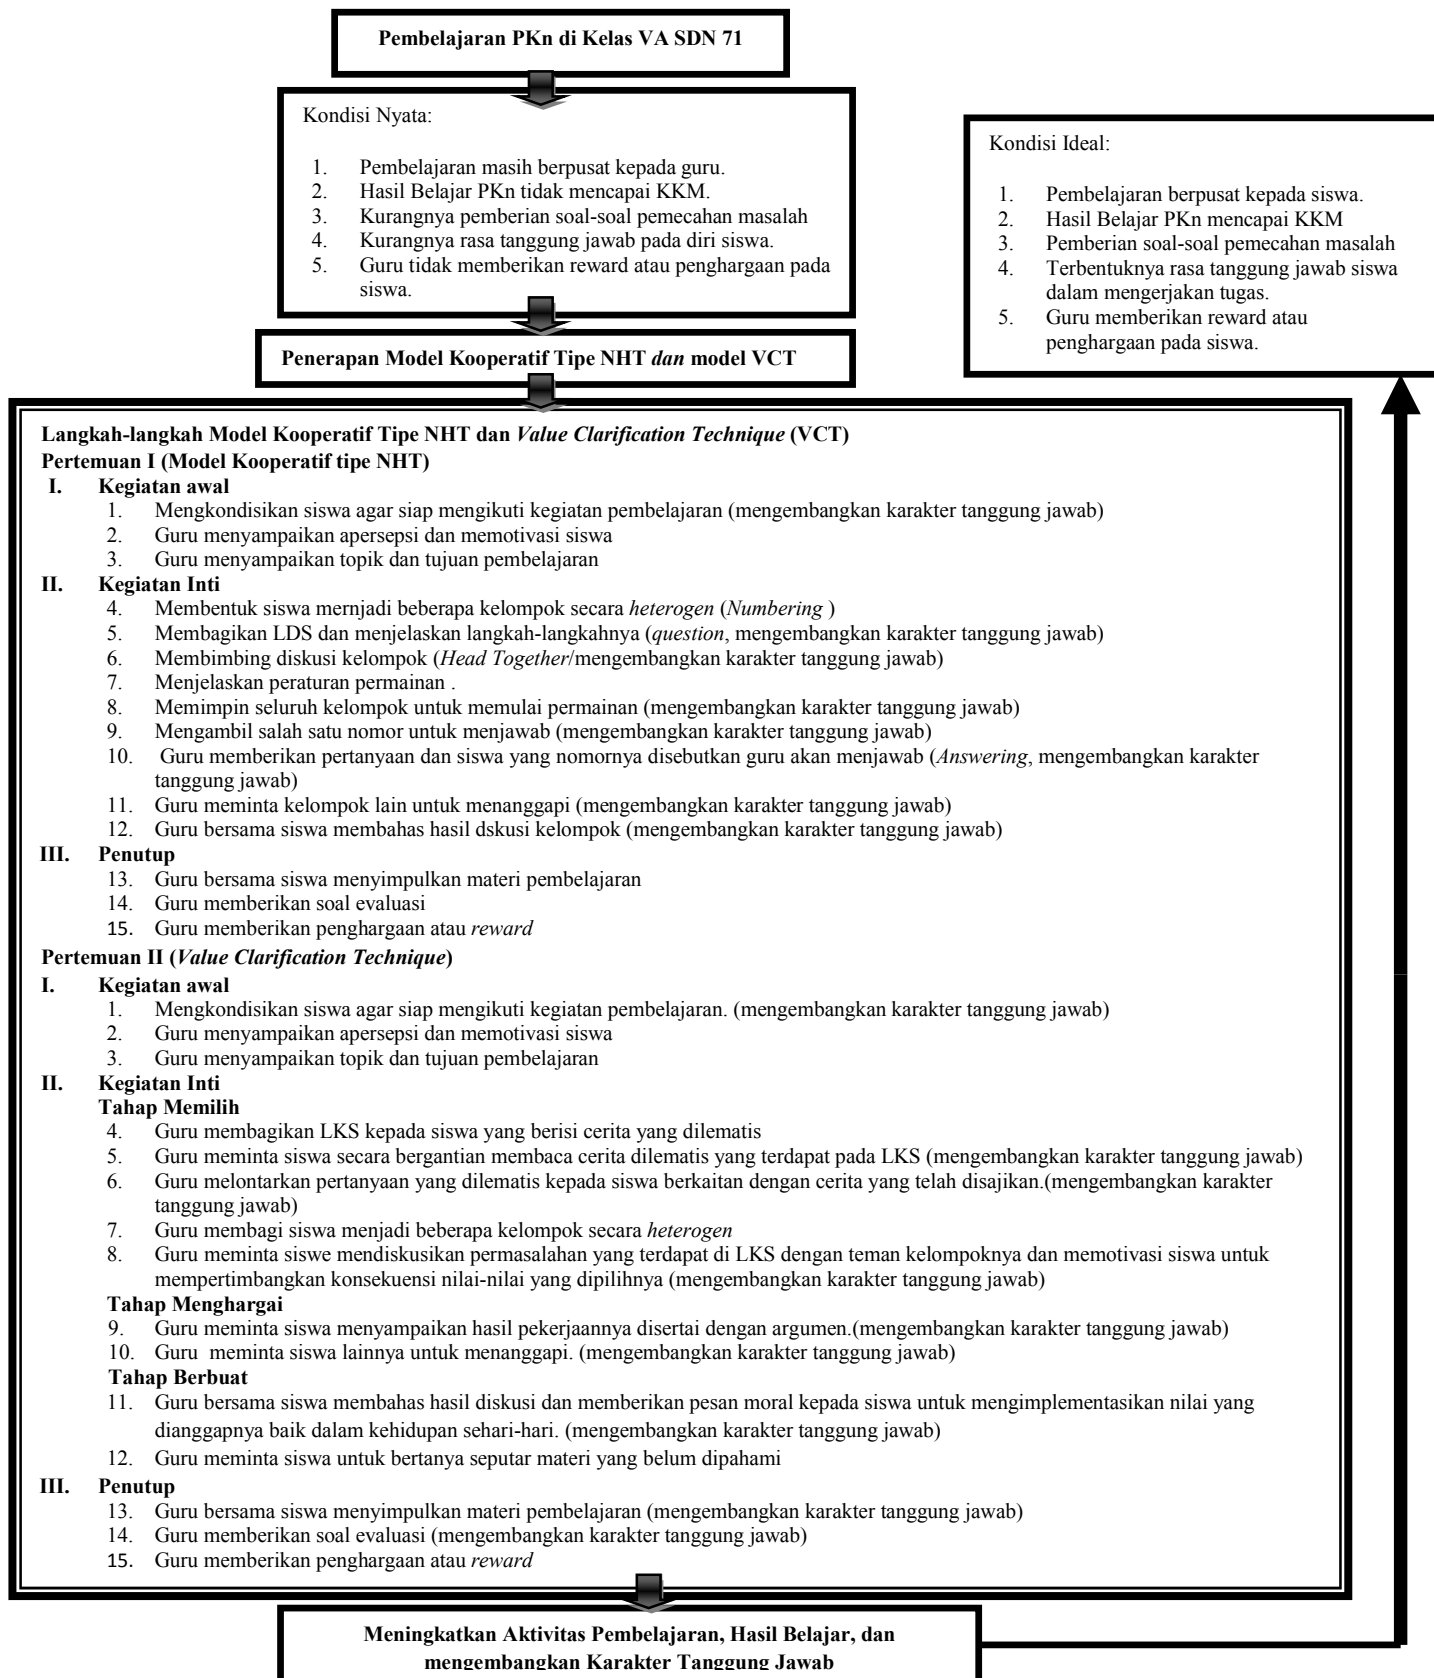 Pembelajaran PKn di Kelas VA SDN 71
Kondisi Nyata:
1. Pembelajaran masih berpusat kepada guru.
2. Hasil Belajar PKn tidak mencapai KKM.
3. Kurangnya pemberian soal-soal pemecahan masalah
4. Kurangnya rasa tanggung jawab pada diri siswa.
5. Guru tidak memberikan reward atau penghargaan pada
siswa.
Kondisi Ideal:
1. Pembelajaran berpusat kepada siswa.
2. Hasil Belajar PKn mencapai KKM
3. Pemberian soal-soal pemecahan masalah
4. Terbentuknya rasa tanggung jawab siswa
dalam mengerjakan tugas.
5. Guru memberikan reward atau
penghargaan pada siswa.
Penerapan Model Kooperatif Tipe NHT dan model VCT
Langkah-langkah Model Kooperatif Tipe NHT dan Value Clarification Technique (VCT)
Pertemuan I (Model Kooperatif tipe NHT)
I. Kegiatan awal
1. Mengkondisikan siswa agar siap mengikuti kegiatan pembelajaran (mengembangkan karakter tanggung jawab)
2. Guru menyampaikan apersepsi dan memotivasi siswa
3. Guru menyampaikan topik dan tujuan pembelajaran
II. Kegiatan Inti
4. Membentuk siswa mernjadi beberapa kelompok secara heterogen (Numbering )
5. Membagikan LDS dan menjelaskan langkah-langkahnya (question, mengembangkan karakter tanggung jawab)
6. Membimbing diskusi kelompok (Head Together/mengembangkan karakter tanggung jawab)
7. Menjelaskan peraturan permainan .
8. Memimpin seluruh kelompok untuk memulai permainan (mengembangkan karakter tanggung jawab)
9. Mengambil salah satu nomor untuk menjawab (mengembangkan karakter tanggung jawab)
10. Guru memberikan pertanyaan dan siswa yang nomornya disebutkan guru akan menjawab (Answering, mengembangkan karakter
tanggung jawab)
11. Guru meminta kelompok lain untuk menanggapi (mengembangkan karakter tanggung jawab)
12. Guru bersama siswa membahas hasil dskusi kelompok (mengembangkan karakter tanggung jawab)
III. Penutup
13. Guru bersama siswa menyimpulkan materi pembelajaran
14. Guru memberikan soal evaluasi
15. Guru memberikan penghargaan atau reward
Pertemuan II (Value Clarification Technique)
I. Kegiatan awal
1. Mengkondisikan siswa agar siap mengikuti kegiatan pembelajaran. (mengembangkan karakter tanggung jawab)
2. Guru menyampaikan apersepsi dan memotivasi siswa
3. Guru menyampaikan topik dan tujuan pembelajaran
II. Kegiatan Inti
Tahap Memilih
4. Guru membagikan LKS kepada siswa yang berisi cerita yang dilematis
5. Guru meminta siswa secara bergantian membaca cerita dilematis yang terdapat pada LKS (mengembangkan karakter tanggung jawab)
6. Guru melontarkan pertanyaan yang dilematis kepada siswa berkaitan dengan cerita yang telah disajikan.(mengembangkan karakter
tanggung jawab)
7. Guru membagi siswa menjadi beberapa kelompok secara heterogen
8. Guru meminta siswe mendiskusikan permasalahan yang terdapat di LKS dengan teman kelompoknya dan memotivasi siswa untuk
mempertimbangkan konsekuensi nilai-nilai yang dipilihnya (mengembangkan karakter tanggung jawab)
Tahap Menghargai
9. Guru meminta siswa menyampaikan hasil pekerjaannya disertai dengan argumen.(mengembangkan karakter tanggung jawab)
10. Guru meminta siswa lainnya untuk menanggapi. (mengembangkan karakter tanggung jawab)
Tahap Berbuat
11. Guru bersama siswa membahas hasil diskusi dan memberikan pesan moral kepada siswa untuk mengimplementasikan nilai yang
dianggapnya baik dalam kehidupan sehari-hari. (mengembangkan karakter tanggung jawab)
12. Guru meminta siswa untuk bertanya seputar materi yang belum dipahami
III. Penutup
13. Guru bersama siswa menyimpulkan materi pembelajaran (mengembangkan karakter tanggung jawab)
14. Guru memberikan soal evaluasi (mengembangkan karakter tanggung jawab)
15. Guru memberikan penghargaan atau reward
Meningkatkan Aktivitas Pembelajaran, Hasil Belajar, dan
mengembangkan Karakter Tanggung Jawab